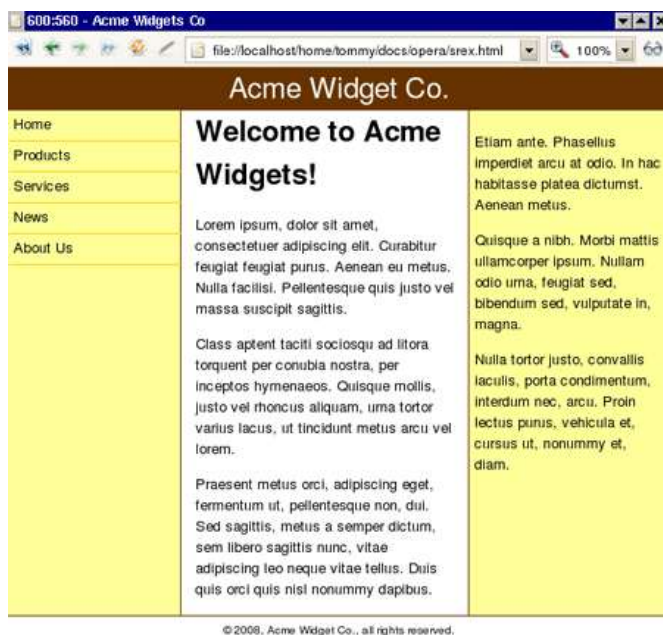 600:560 - Acme Widgets Co
file://localhost/home/tommy/docs/opera/srex.html
100%
Acme Widget Co.
Home
Products
Services
News
About Us
Welcome to Acme
Widgets!
Lorem ipsum, dolor sit amet,
consectetuer adipiscing elit. Curabitur
feugiat feugiat purus. Aenean eu metus.
Nulla facilisi. Pellentesque quis justo vel
massa suscipit sagittis.
Class aptent taciti sociosqu ad litora
torquent per conubia nostra, per
inceptos hymenaeos. Quisque mollis,
justo vel rhoncus aliquam, urna tortor
varius lacus, ut tincidunt metus arcu vel
lorem.
Praesent metus orci, adipiscing eget,
fermentum ut, pellentesque non, dui.
Sed sagittis, metus a semper dictum,
sem libero sagittis nunc, vitae
adipiscing leo neque vitae tellus. Duis
quis orci quis nisl nonummy dapibus.
Etiam ante. Phasellus
imperdiet arcu at odio. In hac
habitasse platea dictumst.
Aenean metus.
Quisque a nibh. Morbi mattis
ullamcorper ipsum. Nullam
odio urna, feugiat sed,
bibendum sed, vulputate in,
magna.
Nulla tortor justo, convallis
iaculis, porta condimentum,
interdum nec, arcu. Proin
lectus purus, vehicula et,
cursus ut, nonummy et,
diam.
© 2008, Acme Widget Co., all rights reserved.